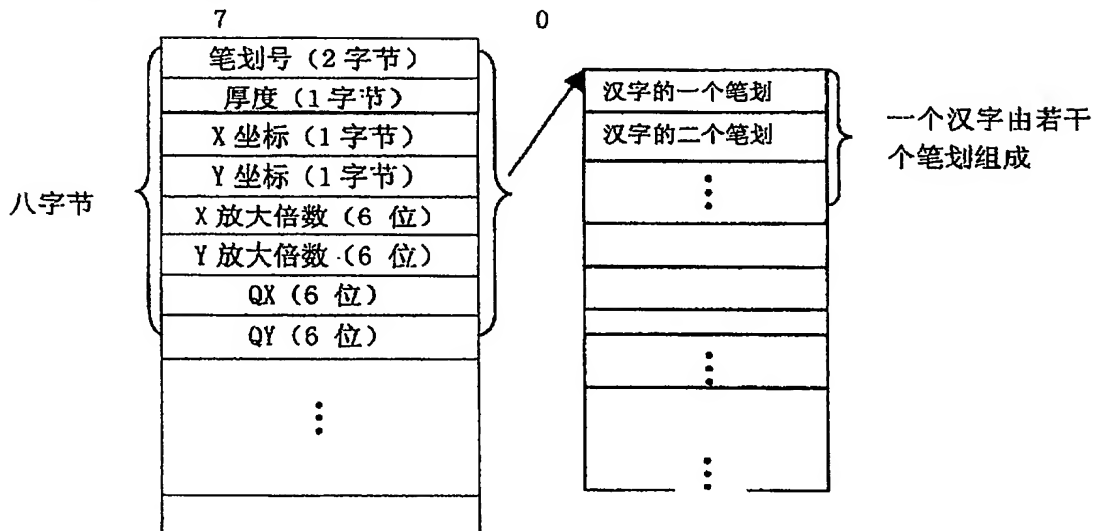 7 0
笔划号（2字节）
厚度（1字节）
X坐标（1字节）
Y坐标（1字节）
X放大倍数（6 位）
Y放大倍数（6 位）
QX（6 位）
QY（6 位）
八字节
汉字的一个笔划
汉字的二个笔划
一个汉字由若干
个笔划组成